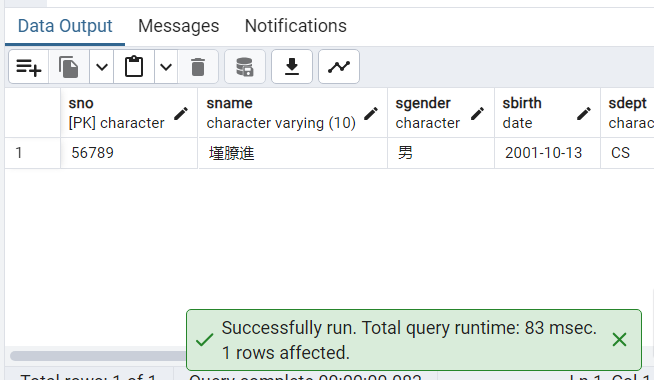 Data Output Messages Notifications
sno sname sgender sbirth sdept
[PK] character character varying (10) character date charac
1 56789 墐膫進 男 2001-10-13 CS
Successfully run. Total query runtime: 83 msec.
1 rows affected.
Total rows: 1 of 1 Query complete 00:00:00.083 Ln 1, Col 1